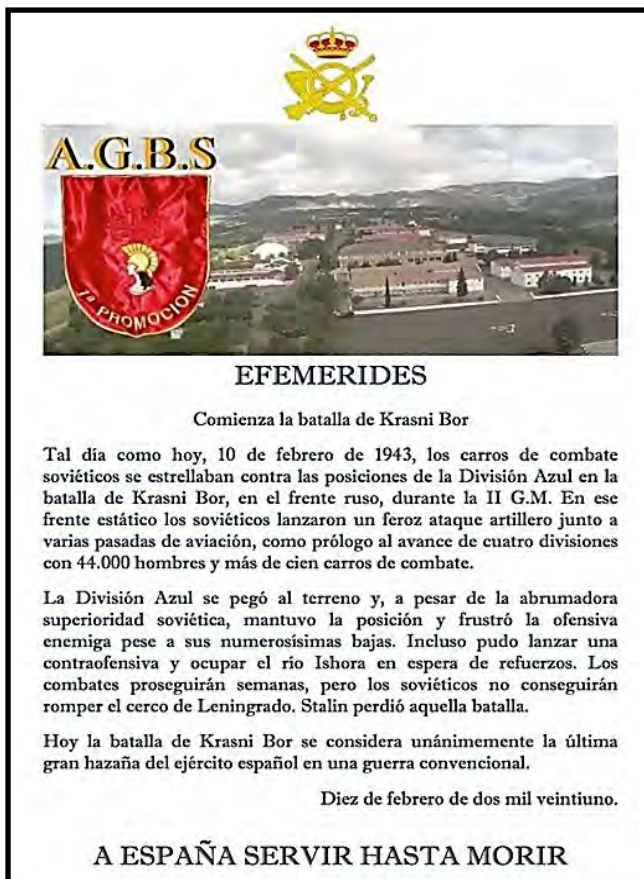 A.G.B.S
1ª PROMOCION
EFEMERIDES
Comienza la batalla de Krasni Bor
Tal día como hoy, 10 de febrero de 1943, los carros de combate
soviéticos se estrellaban contra las posiciones de la División Azul en la
batalla de Krasni Bor, en el frente ruso, durante la II G.M. En ese
frente estático los soviéticos lanzaron un feroz ataque artillero junto a
varias pasadas de aviación, como prólogo al avance de cuatro divisiones
con 44.000 hombres y más de cien carros de combate.
La División Azul se pegó al terreno y, a pesar de la abrumadora
superioridad soviética, mantuvo la posición y frustró la ofensiva
enemiga pese a sus numerosísimas bajas. Incluso pudo lanzar una
contraofensiva y ocupar el río Ishora en espera de refuerzos. Los
combates proseguirán semanas, pero los soviéticos no conseguirán
romper el cerco de Leningrado. Stalin perdió aquella batalla.
Hoy la batalla de Krasni Bor se considera unánimemente la última
gran hazaña del ejército español en una guerra convencional.
Diez de febrero de dos mil veintiuno.
A ESPAÑA SERVIR HASTA MORIR